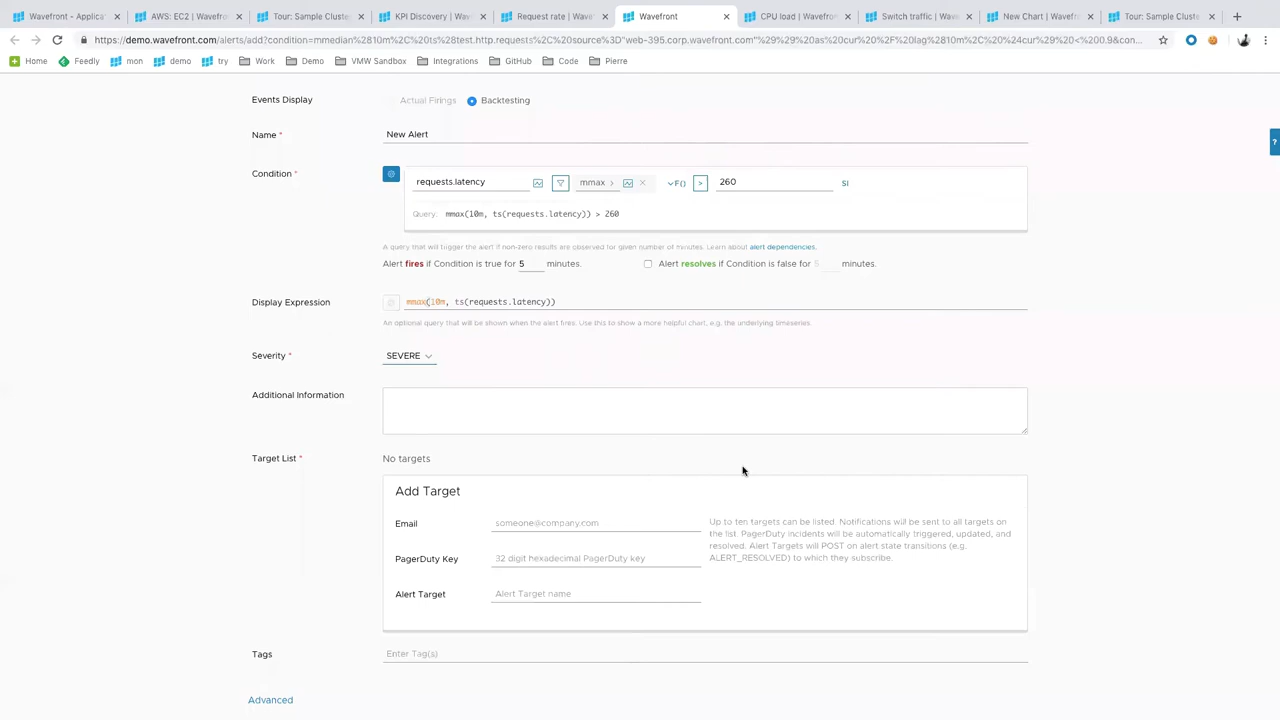 Wavefront - Applica
AWS: EC2 | Wavefro
Tour: Sample Cluste
KPI Discovery | Wav
Request rate | Wave
Wavefront
CPU load | Wavefron
Switch traffic | Wav
New Chart | Wavefr
Tour: Sample Cluste
https://demo.wavefront.com/alerts/add?condition=mmedian%2810m%2C%20ts%28test.http.requests%2C%20source%3D"web-395.corp.wavefront.com"%29%29%20as%20cur%20%2F%20lag%2810m%2C%20%24cur%29%20<%200.9&con...
Home Feedly mon demo try Work Demo VMW Sandbox Integrations GitHub Code Pierre
?
Events Display Actual Firings Backtesting
Name * New Alert
Condition * requests.latency mmax > F() > 260 SI
Query: mmax(10m, ts(requests.latency)) > 260
A query that will trigger the alert if non-zero results are observed for given number of minutes. Learn about alert dependencies.
Alert fires if Condition is true for 5 minutes. Alert resolves if Condition is false for 5 minutes.
Display Expression mmax(10m, ts(requests.latency))
An optional query that will be shown when the alert fires. Use this to show a more helpful chart, e.g. the underlying timeseries.
Severity * SEVERE
Additional Information
Target List * No targets
Add Target
Email someone@company.com
PagerDuty Key 32 digit hexadecimal PagerDuty key
Alert Target Alert Target name
Up to ten targets can be listed. Notifications will be sent to all targets on
the list. PagerDuty incidents will be automatically triggered, updated, and
resolved. Alert Targets will POST on alert state transitions (e.g.
ALERT_RESOLVED) to which they subscribe.
Tags Enter Tag(s)
Advanced